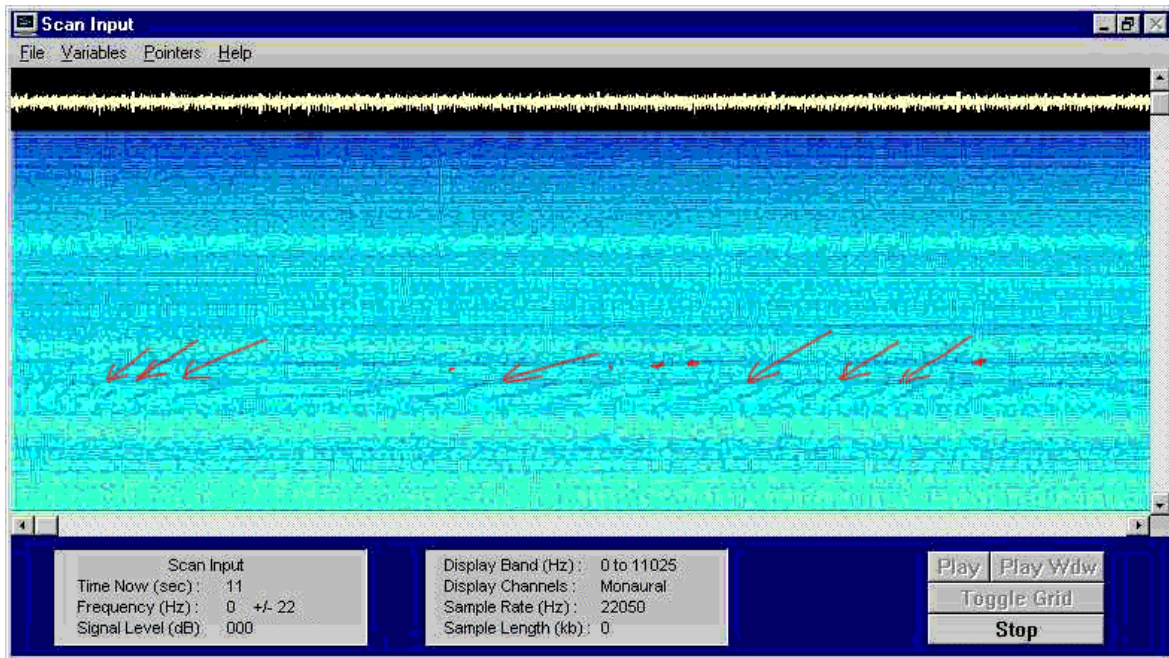 Scan Input
File Variables Pointers Help
Scan Input
Time Now (sec) : 11
Frequency (Hz) : 0 +/- 22
Signal Level (dB) 000
Display Band (Hz) : 0 to 11025
Display Channels : Monaural
Sample Rate (Hz) : 22050
Sample Length (kb) : 0
Play Play Wdw
Toggle Grid
Stop